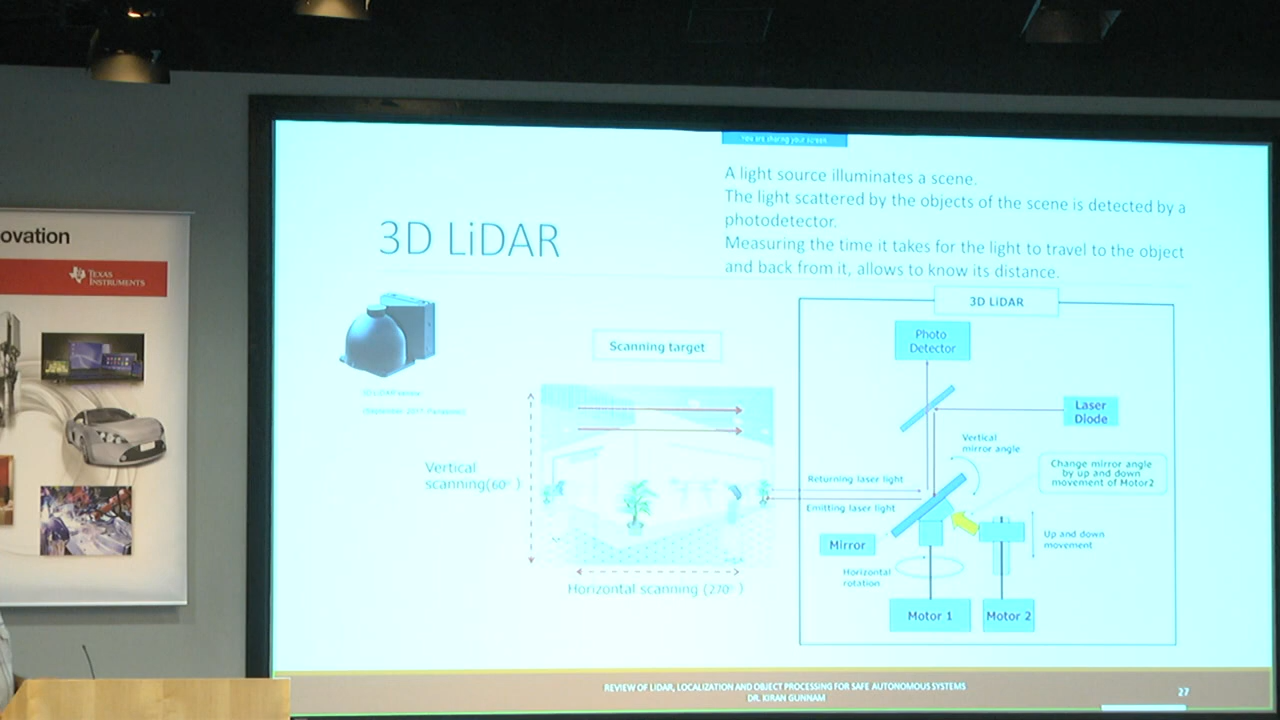 ovation
TEXAS
INSTRUMENTS
You are sharing your screen
A light source illuminates a scene.
The light scattered by the objects of the scene is detected by a
photodetector.
Measuring the time it takes for the light to travel to the object
and back from it, allows to know its distance.
3D LiDAR
3D LiDAR
Photo
Detector
Scanning target
Laser
Diode
Vertical
mirror angle
Change mirror angle
by up and down
movement of Motor2
Vertical
scanning(60° )
Returning laser light
Emitting laser light
Mirror
Up and down
movement
Horizontal
rotation
Horizontal scanning (270° )
Motor 1
Motor 2
REVIEW OF LIDAR, LOCALIZATION AND OBJECT PROCESSING FOR SAFE AUTONOMOUS SYSTEMS
DR. KIRAN GUNNAM
27